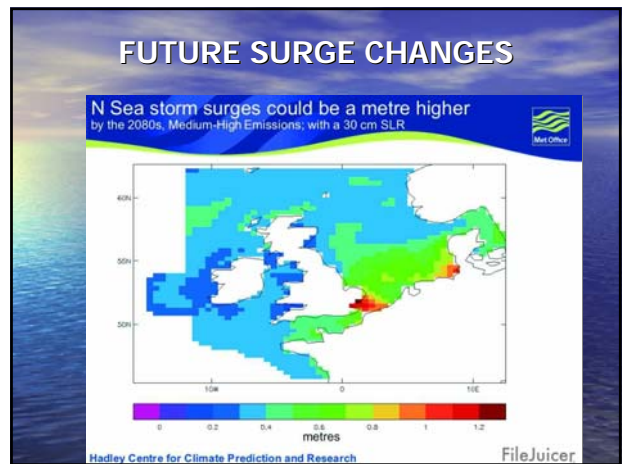 FUTURE SURGE CHANGES
N Sea storm surges could be a metre higher
by the 2080s, Medium-High Emissions; with a 30 cm SLR
Met Office
60N
55N
50N
10W 0 10E
0 0.2 0.4 0.6 0.8 1 1.2
metres
Hadley Centre for Climate Prediction and Research
FileJuicer